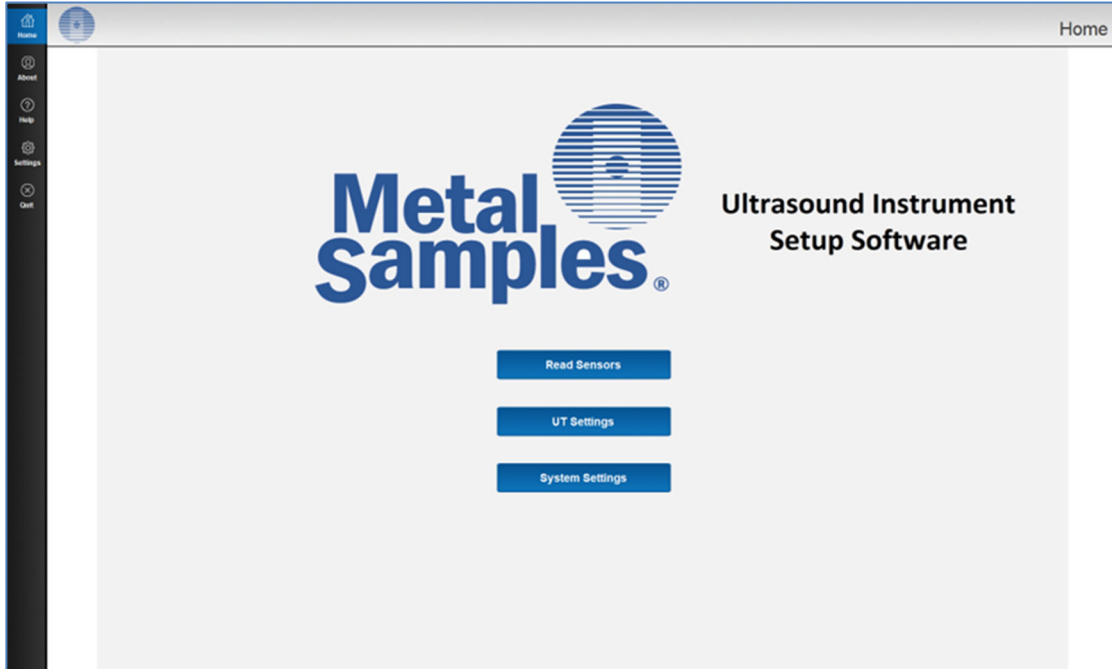 Home
Home
About
Help
Settings
Quit
Metal
Samples®
Ultrasound Instrument
Setup Software
Read Sensors
UT Settings
System Settings